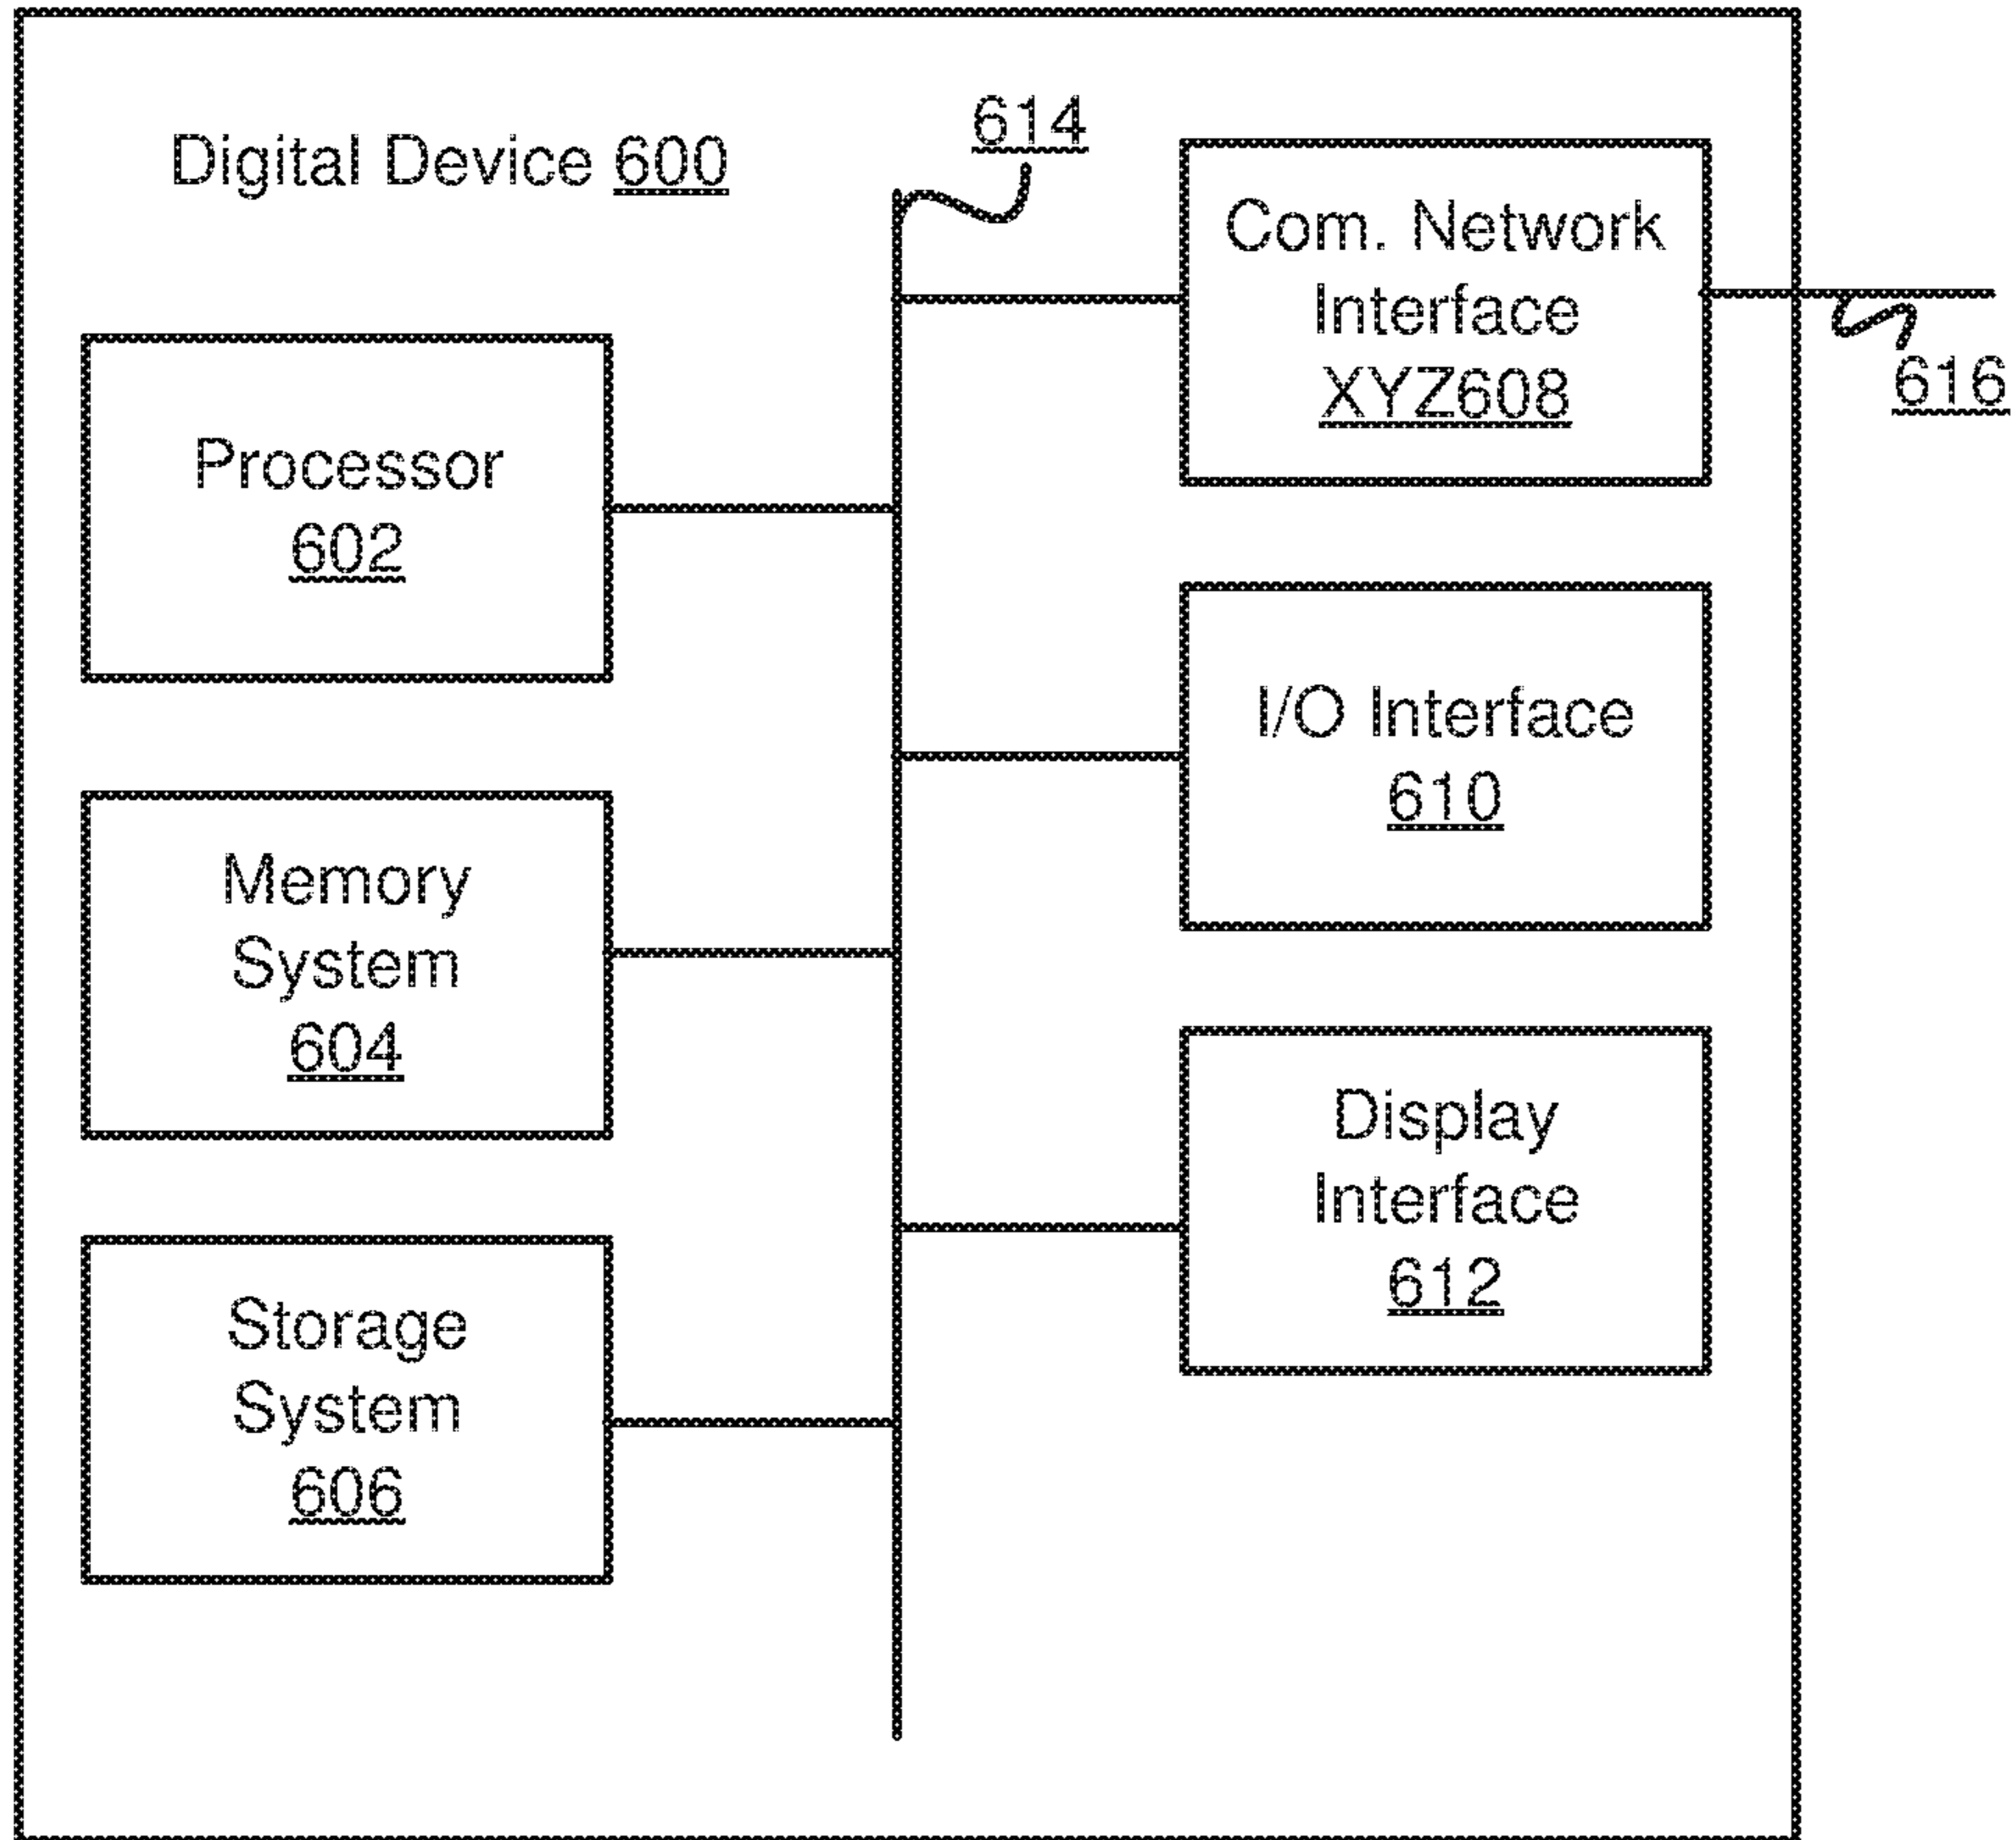 Digital Device 600
614
Com. Network
Interface
XYZ608
616
Processor
602
I/O Interface
610
Memory
System
604
Display
Interface
612
Storage
System
606